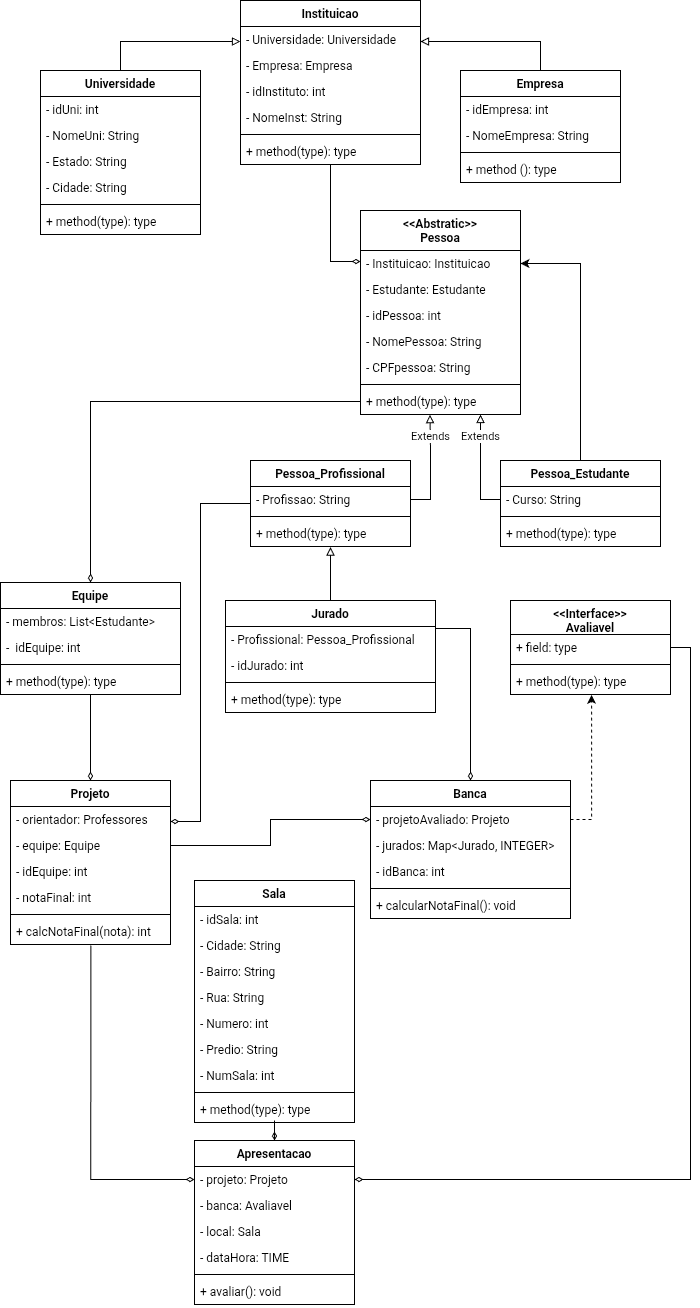 Instituicao
- Universidade: Universidade
- Empresa: Empresa
- idInstituto: int
- NomeInst: String
+ method(type): type
Universidade
- idUni: int
- NomeUni: String
- Estado: String
- Cidade: String
+ method(type): type
Empresa
- idEmpresa: int
- NomeEmpresa: String
+ method (): type
<<Abstratic>>
Pessoa
- Instituicao: Instituicao
- Estudante: Estudante
- idPessoa: int
- NomePessoa: String
- CPFpessoa: String
+ method(type): type
Extends
Extends
Pessoa_Profissional
- Profissao: String
+ method(type): type
Pessoa_Estudante
- Curso: String
+ method(type): type
Equipe
- membros: List<Estudante>
- idEquipe: int
+ method(type): type
Jurado
- Profissional: Pessoa_Profissional
- idJurado: int
+ method(type): type
<<Interface>>
Avaliavel
+ field: type
+ method(type): type
Projeto
- orientador: Professores
- equipe: Equipe
- idEquipe: int
- notaFinal: int
+ calcNotaFinal(nota): int
Banca
- projetoAvaliado: Projeto
- jurados: Map<Jurado, INTEGER>
- idBanca: int
+ calcularNotaFinal(): void
Sala
- idSala: int
- Cidade: String
- Bairro: String
- Rua: String
- Numero: int
- Predio: String
- NumSala: int
+ method(type): type
Apresentacao
- projeto: Projeto
- banca: Avaliavel
- local: Sala
- dataHora: TIME
+ avaliar(): void